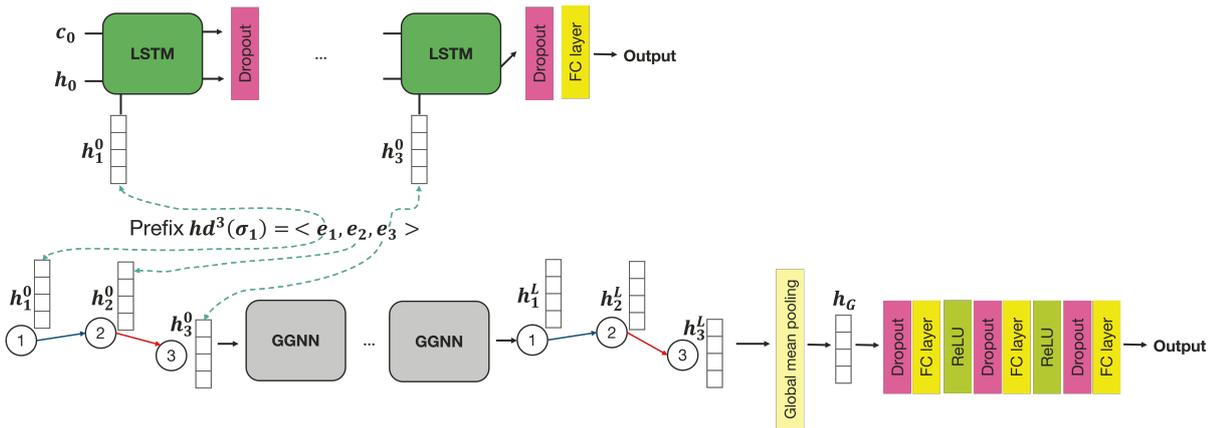 c₀
LSTM
Dropout
...
LSTM
Dropout
FC layer
Output
h₀
h₁⁰
h₃⁰
Prefix hd³(σ₁) = < e₁, e₂, e₃ >
h₁⁰
h₂⁰
h₃⁰
1
2
3
GGNN
...
GGNN
h₁ᴸ
h₂ᴸ
h₃ᴸ
1
2
3
Global mean pooling
h_G
Dropout
FC layer
ReLU
Dropout
FC layer
ReLU
Dropout
FC layer
Output